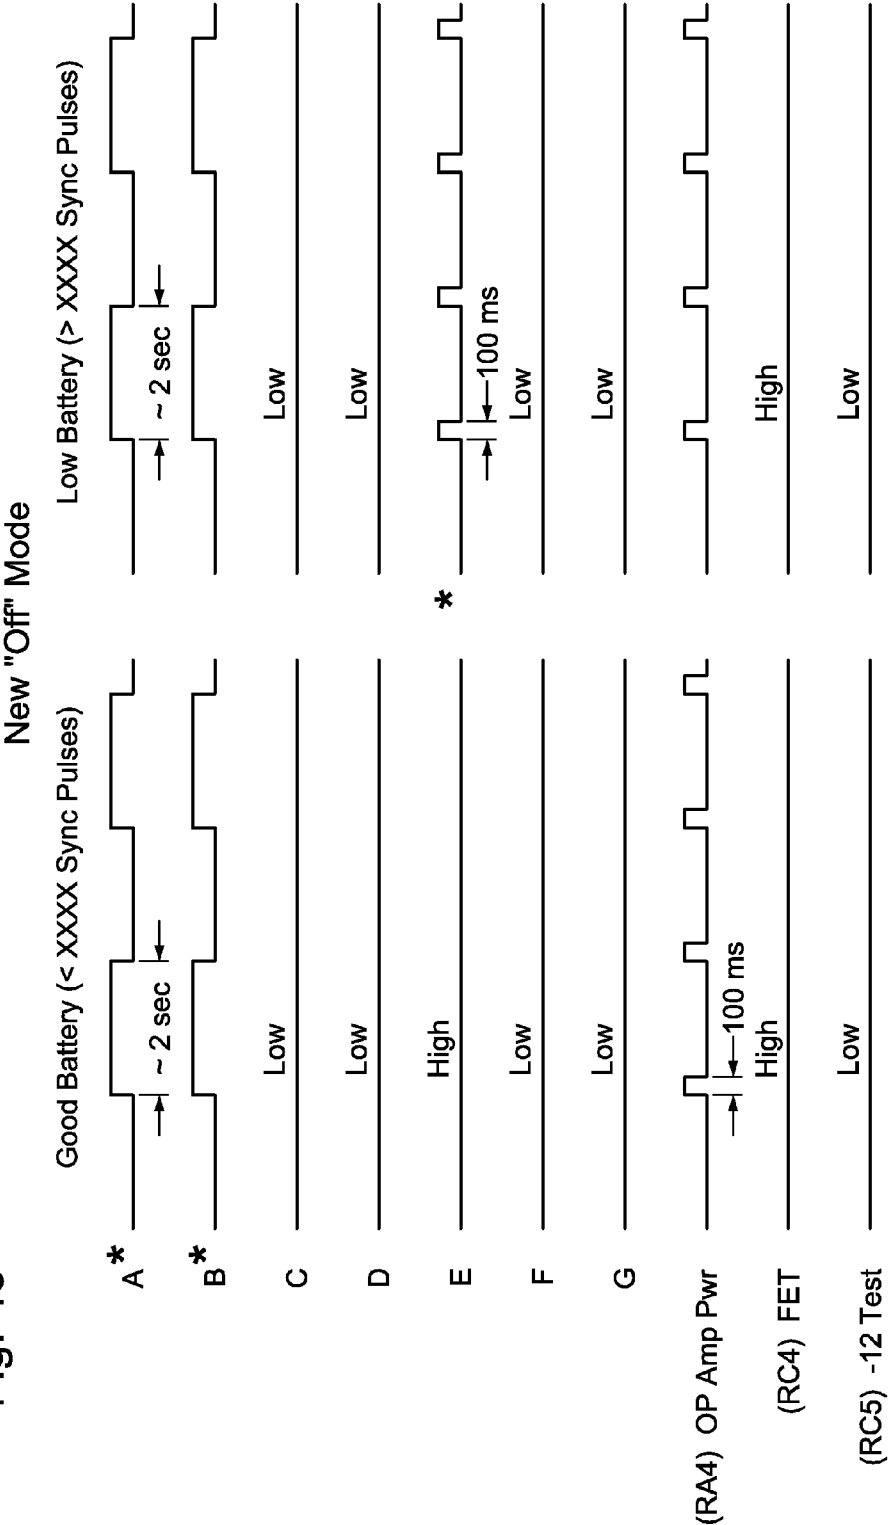 Fig.
New "Off" Mode
Good Battery (< XXXX Sync Pulses)
Low Battery (> XXXX Sync Pulses)
A *
~ 2 sec
~ 2 sec
B *
C
Low
Low
D
Low
Low
E
High
*
100 ms
F
Low
Low
G
Low
Low
(RA4) OP Amp Pwr
100 ms
(RC4) FET
High
High
(RC5) -12 Test
Low
Low